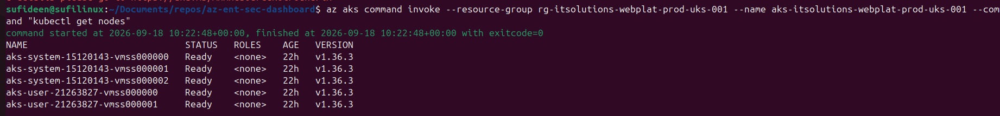 sufideen@sufilinux:~/Documents/repos/az-ent-sec-dashboard$ az aks command invoke --resource-group rg-itsolutions-webplat-prod-uks-001 --name aks-itsolutions-webplat-prod-uks-001 --com
and "kubectl get nodes"
command started at 2026-09-18 10:22:48+00:00, finished at 2026-09-18 10:22:48+00:00 with exitcode=0
NAME                              STATUS   ROLES    AGE   VERSION
aks-system-15120143-vmss000000   Ready    <none>   22h   v1.36.3
aks-system-15120143-vmss000001   Ready    <none>   22h   v1.36.3
aks-system-15120143-vmss000002   Ready    <none>   22h   v1.36.3
aks-user-21263827-vmss000000     Ready    <none>   22h   v1.36.3
aks-user-21263827-vmss000001     Ready    <none>   22h   v1.36.3